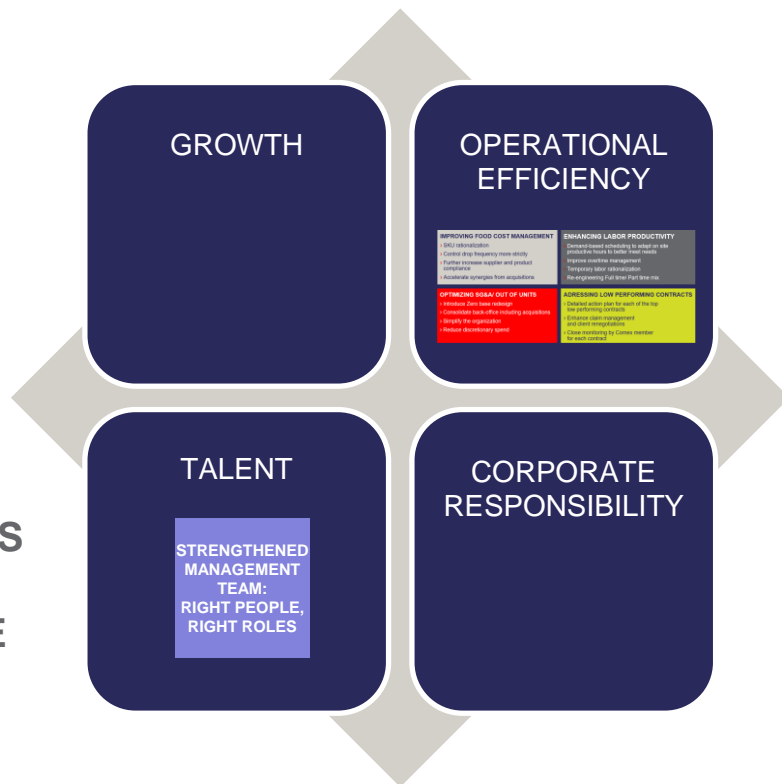 GROWTH
OPERATIONAL
EFFICIENCY
IMPROVING FOOD COST MANAGEMENT
› SKU rationalization
› Control drop frequency more strictly
› Further increase supplier and product
compliance
› Accelerate synergies from acquisitions
ENHANCING LABOR PRODUCTIVITY
Demand-based scheduling to adapt on site
productive hours to better meet needs
Improve overtime management
Temporary labor rationalization
Re-engineering Full time/ Part time mix
OPTIMIZING SG&A/ OUT OF UNITS
› Introduce Zero base redesign
› Consolidate back-office including acquisitions
› Simplify the organization
› Reduce discretionary spend
ADRESSING LOW PERFORMING CONTRACTS
› Detailed action plan for each of the top
low performing contracts
› Enhance claim management
and client renegotiations
› Close monitoring by Comex member
for each contract
TALENT
STRENGTHENED
MANAGEMENT
TEAM:
RIGHT PEOPLE,
RIGHT ROLES
CORPORATE
RESPONSIBILITY
S
E